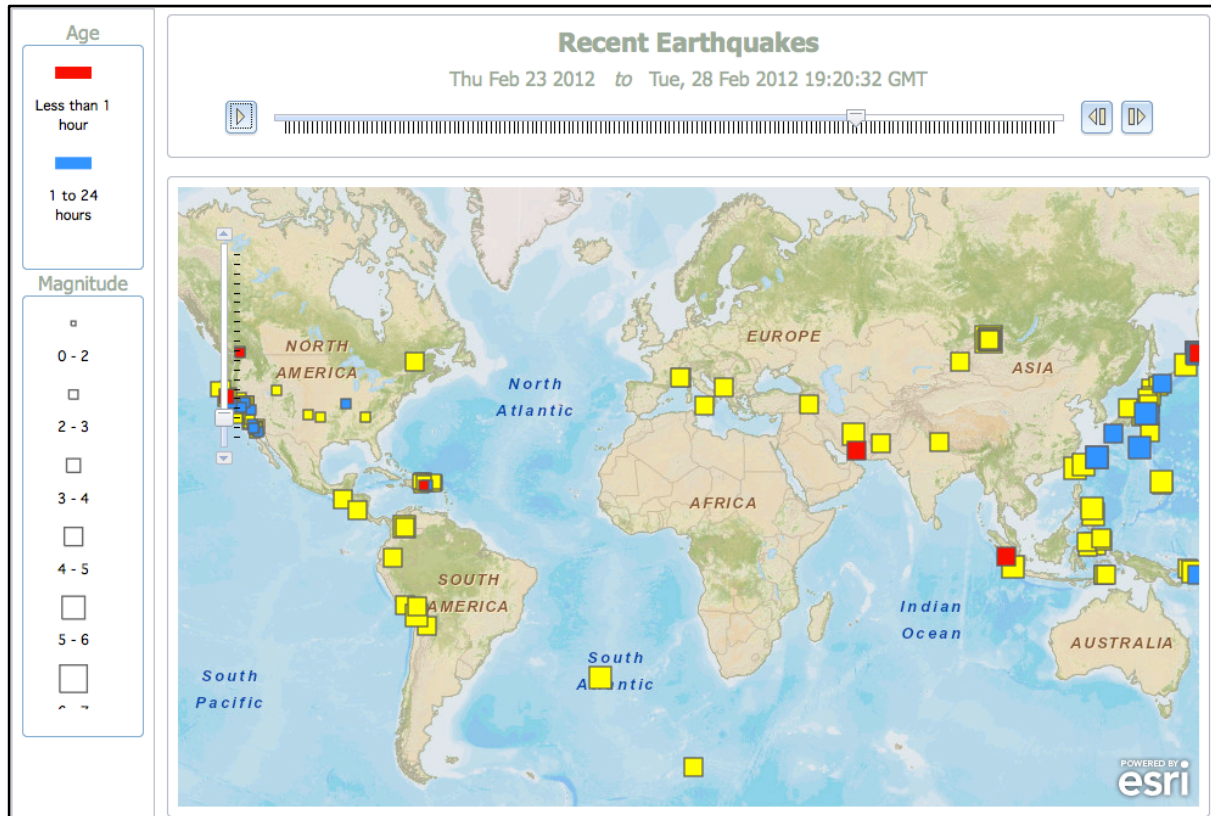 Age
Less than 1
hour
1 to 24
hours
Magnitude
0 - 2
2 - 3
3 - 4
4 - 5
5 - 6
Recent Earthquakes
Thu Feb 23 2012 to Tue, 28 Feb 2012 19:20:32 GMT
NORTH
AMERICA
EUROPE
ASIA
North
Atlantic
AFRICA
SOUTH
AMERICA
Indian
Ocean
AUSTRALIA
South
Pacific
South
Atlantic
POWERED BY
esri